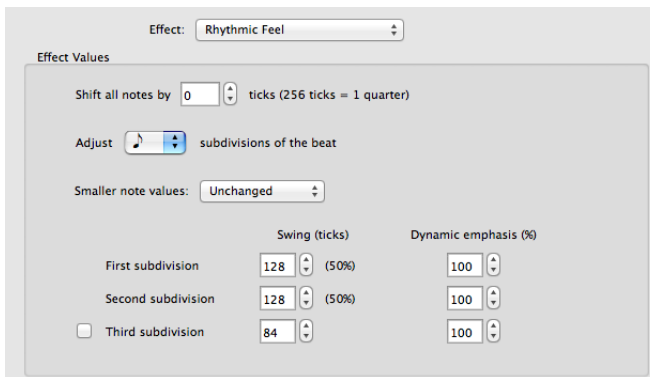 Effect: Rhythmic Feel
Effect Values
Shift all notes by 0 ticks (256 ticks = 1 quarter)
Adjust ♪ subdivisions of the beat
Smaller note values: Unchanged
Swing (ticks) Dynamic emphasis (%)
First subdivision 128 (50%) 100
Second subdivision 128 (50%) 100
Third subdivision 84 100